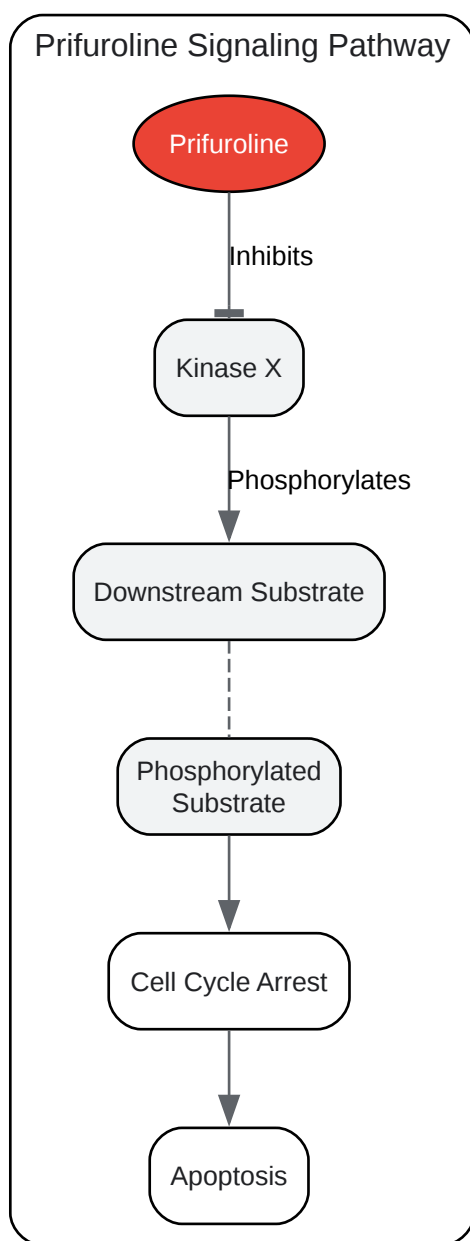 Prifuroline Signaling Pathway
Prifuroline
Inhibits
Kinase X
Phosphorylates
Downstream Substrate
Phosphorylated
Substrate
Cell Cycle Arrest
Apoptosis